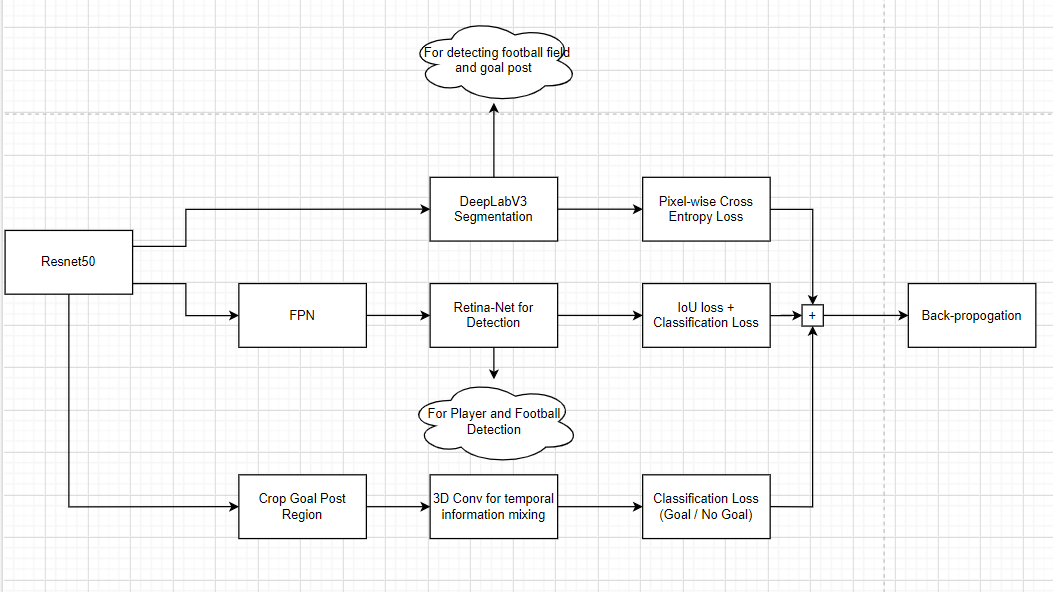 For detecting football field
and goal post
DeepLabV3
Segmentation
Pixel-wise Cross
Entropy Loss
Resnet50
FPN
Retina-Net for
Detection
IoU loss +
Classification Loss
+
Back-propogation
For Player and Football
Detection
Crop Goal Post
Region
3D Conv for temporal
information mixing
Classification Loss
(Goal / No Goal)